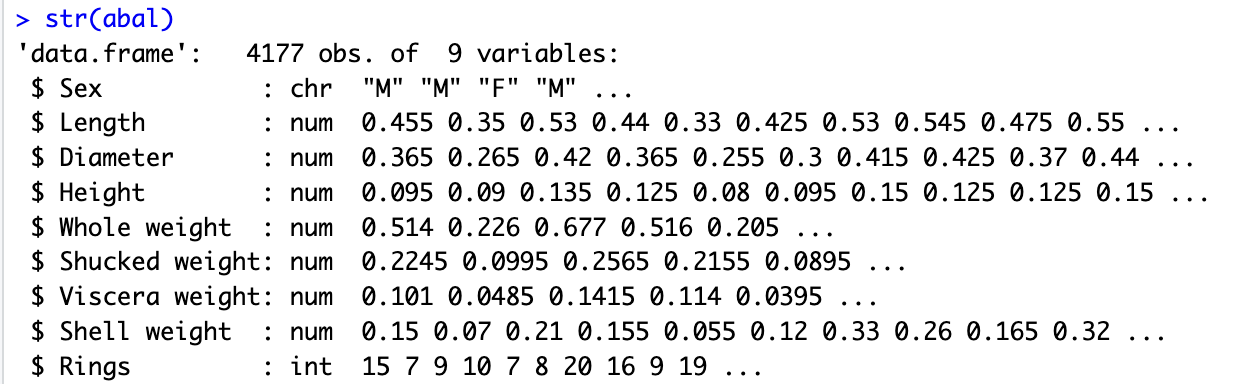 > str(abal)
'data.frame':   4177 obs. of  9 variables:
 $ Sex           : chr  "M" "M" "F" "M" ...
 $ Length        : num  0.455 0.35 0.53 0.44 0.33 0.425 0.53 0.545 0.475 0.55 ...
 $ Diameter      : num  0.365 0.265 0.42 0.365 0.255 0.3 0.415 0.425 0.37 0.44 ...
 $ Height        : num  0.095 0.09 0.135 0.125 0.08 0.095 0.15 0.125 0.125 0.15 ...
 $ Whole weight  : num  0.514 0.226 0.677 0.516 0.205 ...
 $ Shucked weight: num  0.2245 0.0995 0.2565 0.2155 0.0895 ...
 $ Viscera weight: num  0.101 0.0485 0.1415 0.114 0.0395 ...
 $ Shell weight  : num  0.15 0.07 0.21 0.155 0.055 0.12 0.33 0.26 0.165 0.32 ...
 $ Rings         : int  15 7 9 10 7 8 20 16 9 19 ...